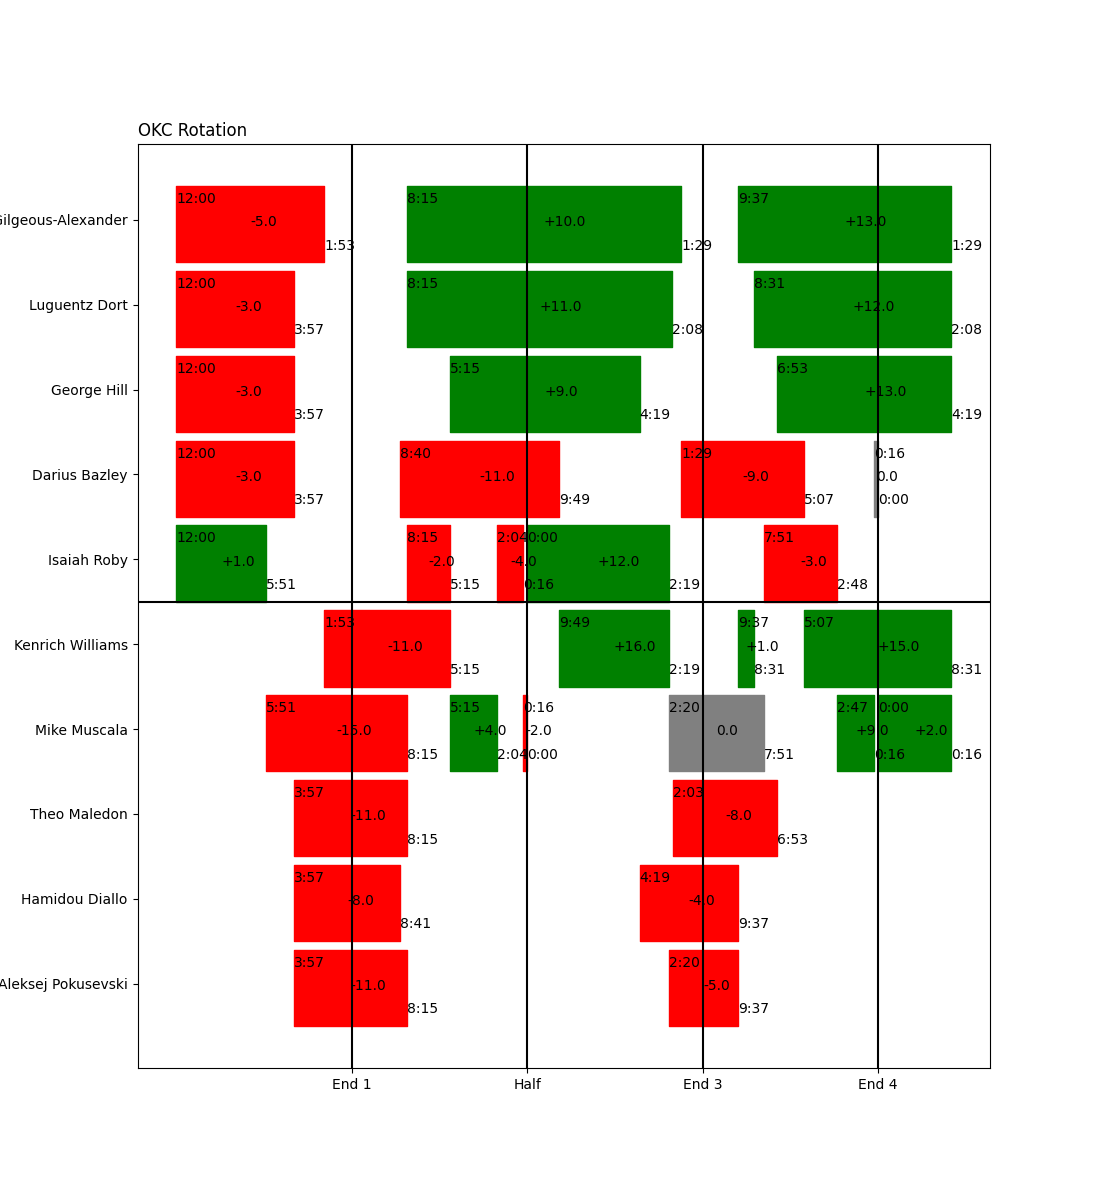 OKC Rotation
Gilgeous-Alexander 12:00 -5.0 1:53 8:15 +10.0 1:29 9:37 +13.0 1:29
Luguentz Dort 12:00 -3.0 3:57 8:15 +11.0 2:08 8:31 +12.0 2:08
George Hill 12:00 -3.0 3:57 5:15 +9.0 4:19 6:53 +13.0 4:19
Darius Bazley 12:00 -3.0 3:57 8:40 -11.0 9:49 1:29 -9.0 5:07 0:16 0.0 0:00
Isaiah Roby 12:00 +1.0 5:51 8:15 -2.0 5:15 2:04 -4.0 0:16 0:00 +12.0 2:19 7:51 -3.0 2:48
Kenrich Williams 1:53 -11.0 5:15 9:49 +16.0 2:19 9:37 +1.0 8:31 5:07 +15.0 8:31
Mike Muscala 5:51 -15.0 8:15 5:15 +4.0 2:04 0:16 -2.0 0:00 2:20 0.0 7:51 2:47 +9.0 0:16 0:00 +2.0 0:16
Theo Maledon 3:57 -11.0 8:15 2:03 -8.0 6:53
Hamidou Diallo 3:57 -8.0 8:41 4:19 -4.0 9:37
Aleksej Pokusevski 3:57 -11.0 8:15 2:20 -5.0 9:37
End 1 Half End 3 End 4